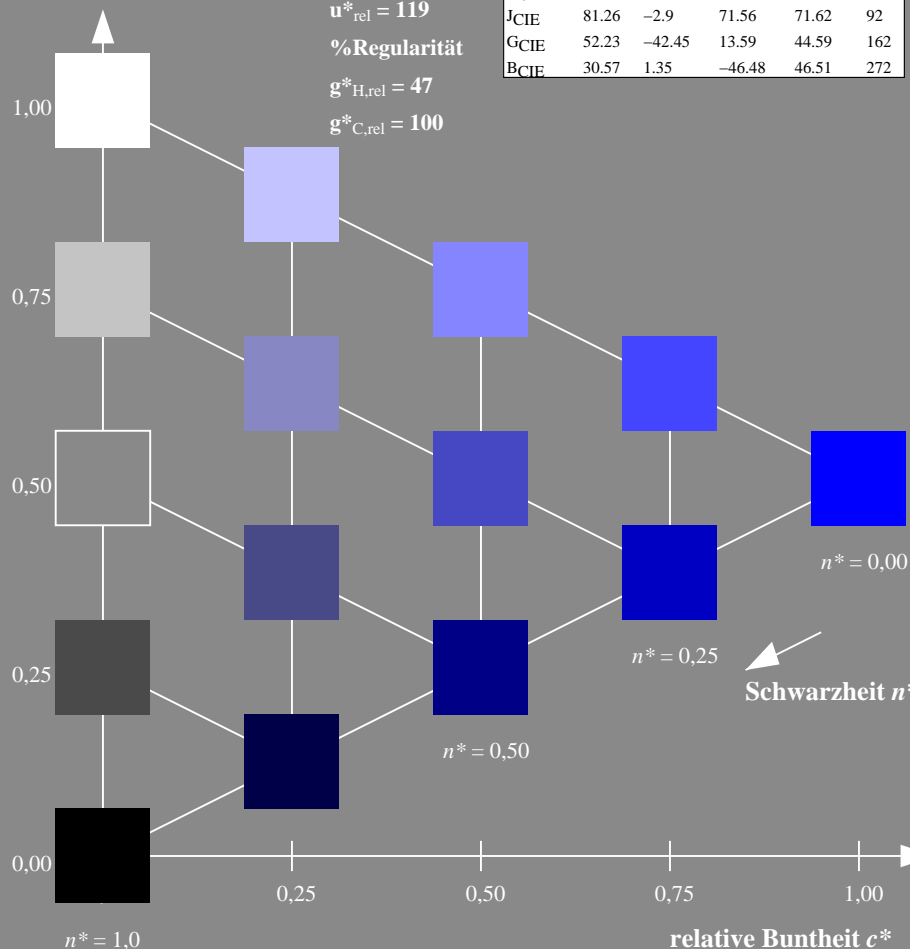 u*rel = 119
%Regularität
g*H,rel = 47
g*C,rel = 100
JCIE 81.26 −2.9 71.56 71.62 92
GCIE 52.23 −42.45 13.59 44.59 162
BCIE 30.57 1.35 −46.48 46.51 272
1,00
0,75
0,50
n* = 0,00
0,25
n* = 0,25
Schwarzheit n*
n* = 0,50
0,00
0,25 0,50 0,75 1,00
n* = 1,0
relative Buntheit c*